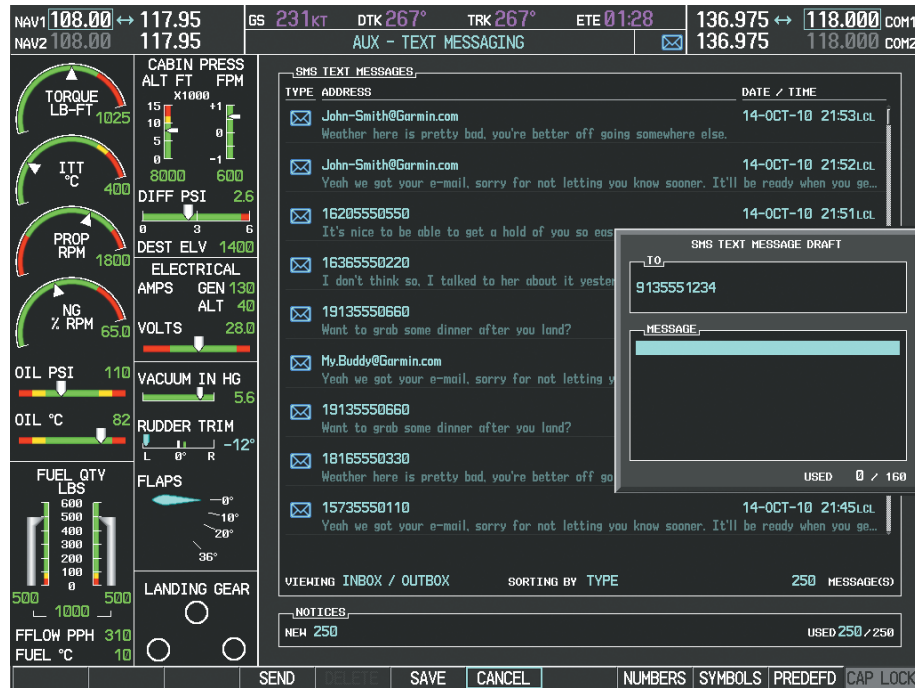 NAV1 108.00 ↔ 117.95 GS 231KT DTK 267° TRK 267° ETE 01:28 136.975 ↔ 118.000 COM1
NAV2 108.00 117.95 AUX - TEXT MESSAGING 136.975 118.000 COM2
TORQUE
LB-FT 1025
ITT
°C 400
PROP
RPM 1800
NG
% RPM 65.0
OIL PSI 110
OIL °C 82
FUEL QTY
LBS
600
500
400
300
200
100
0
500 500
1000
FFLOW PPH 310
FUEL °C 10
CABIN PRESS
ALT FT FPM
X1000
15 +1
10 0
5
0 -1
8000 600
DIFF PSI 2.6
0 3 6
DEST ELV 1400
ELECTRICAL
AMPS GEN 130
ALT 40
VOLTS 28.0
VACUUM IN HG
5.6
RUDDER TRIM
-12°
L 0° R
FLAPS
0°
10°
20°
36°
LANDING GEAR
SMS TEXT MESSAGES
TYPE ADDRESS DATE / TIME
John-Smith@Garmin.com 14-OCT-10 21:53LCL
Weather here is pretty bad, you're better off going somewhere else.
John-Smith@Garmin.com 14-OCT-10 21:52LCL
Yeah we got your e-mail, sorry for not letting you know sooner. It'll be ready when you ge...
16205550550 14-OCT-10 21:51LCL
It's nice to be able to get a hold of you so eas
16365550220
I don't think so, I talked to her about it yester
19135550660
Want to grab some dinner after you land?
My.Buddy@Garmin.com
Yeah we got your e-mail, sorry for not letting y
19135550660
Want to grab some dinner after you land?
18165550330
Weather here is pretty bad, you're better off go
15735550110 14-OCT-10 21:45LCL
Yeah we got your e-mail, sorry for not letting you know sooner. It'll be ready when you ge...
SMS TEXT MESSAGE DRAFT
TO
9135551234
MESSAGE
USED 0 / 160
VIEWING INBOX / OUTBOX SORTING BY TYPE 250 MESSAGE(S)
NOTICES
NEW 250 USED 250 / 250
SEND DELETE SAVE CANCEL NUMBERS SYMBOLS PREDEFD CAP LOCK